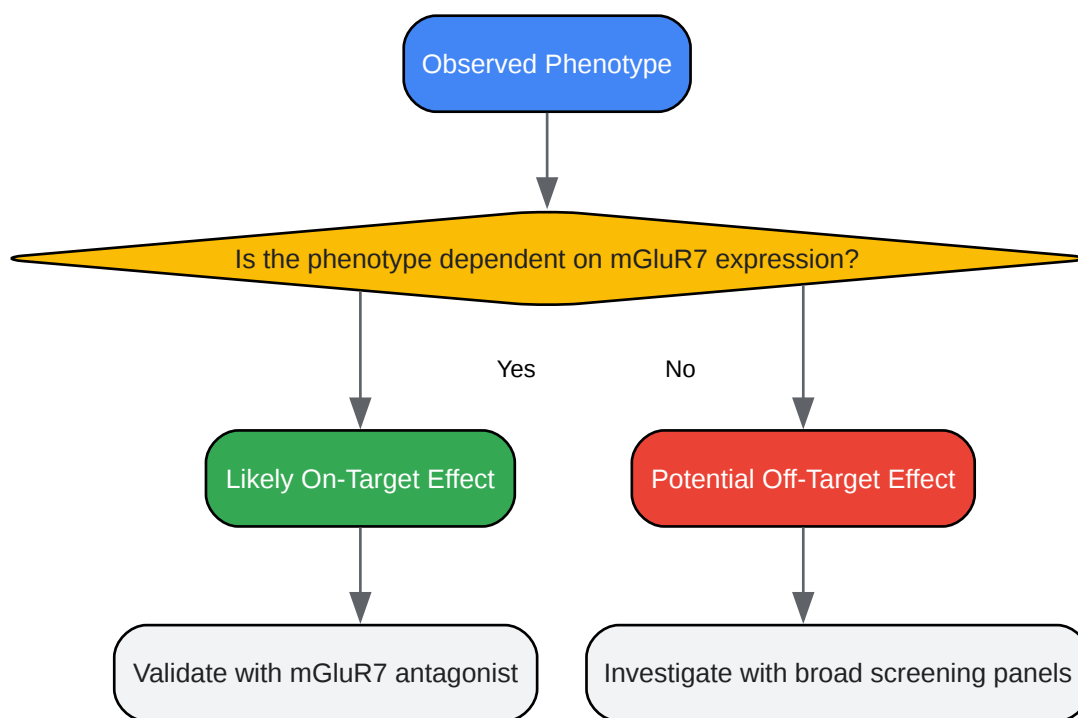 Observed Phenotype
Is the phenotype dependent on mGluR7 expression?
Yes
No
Likely On-Target Effect
Potential Off-Target Effect
Validate with mGluR7 antagonist
Investigate with broad screening panels